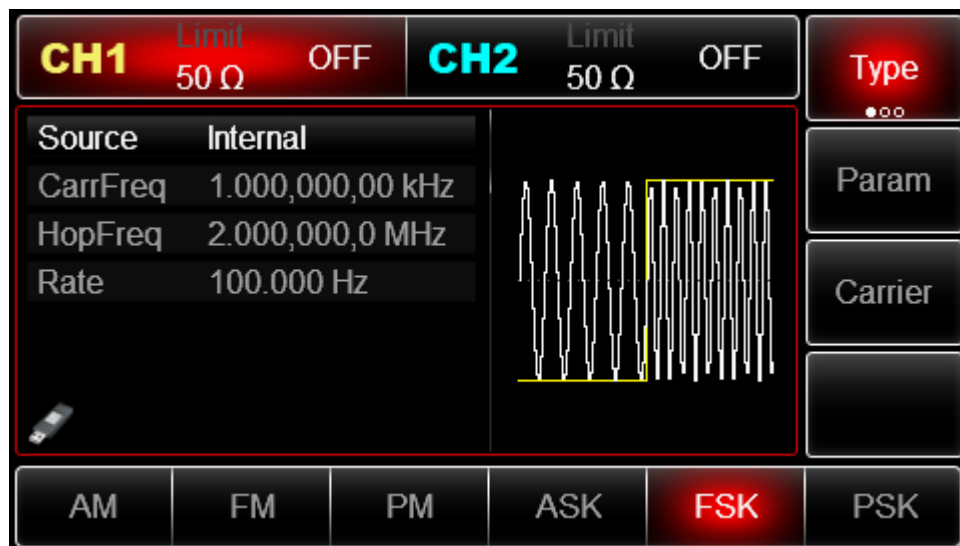 CH1 Limit 50 Ω OFF CH2 Limit 50 Ω OFF Type
Source Internal
CarrFreq 1.000,000,00 kHz
HopFreq 2.000,000,0 MHz
Rate 100.000 Hz
Param
Carrier
AM FM PM ASK FSK PSK